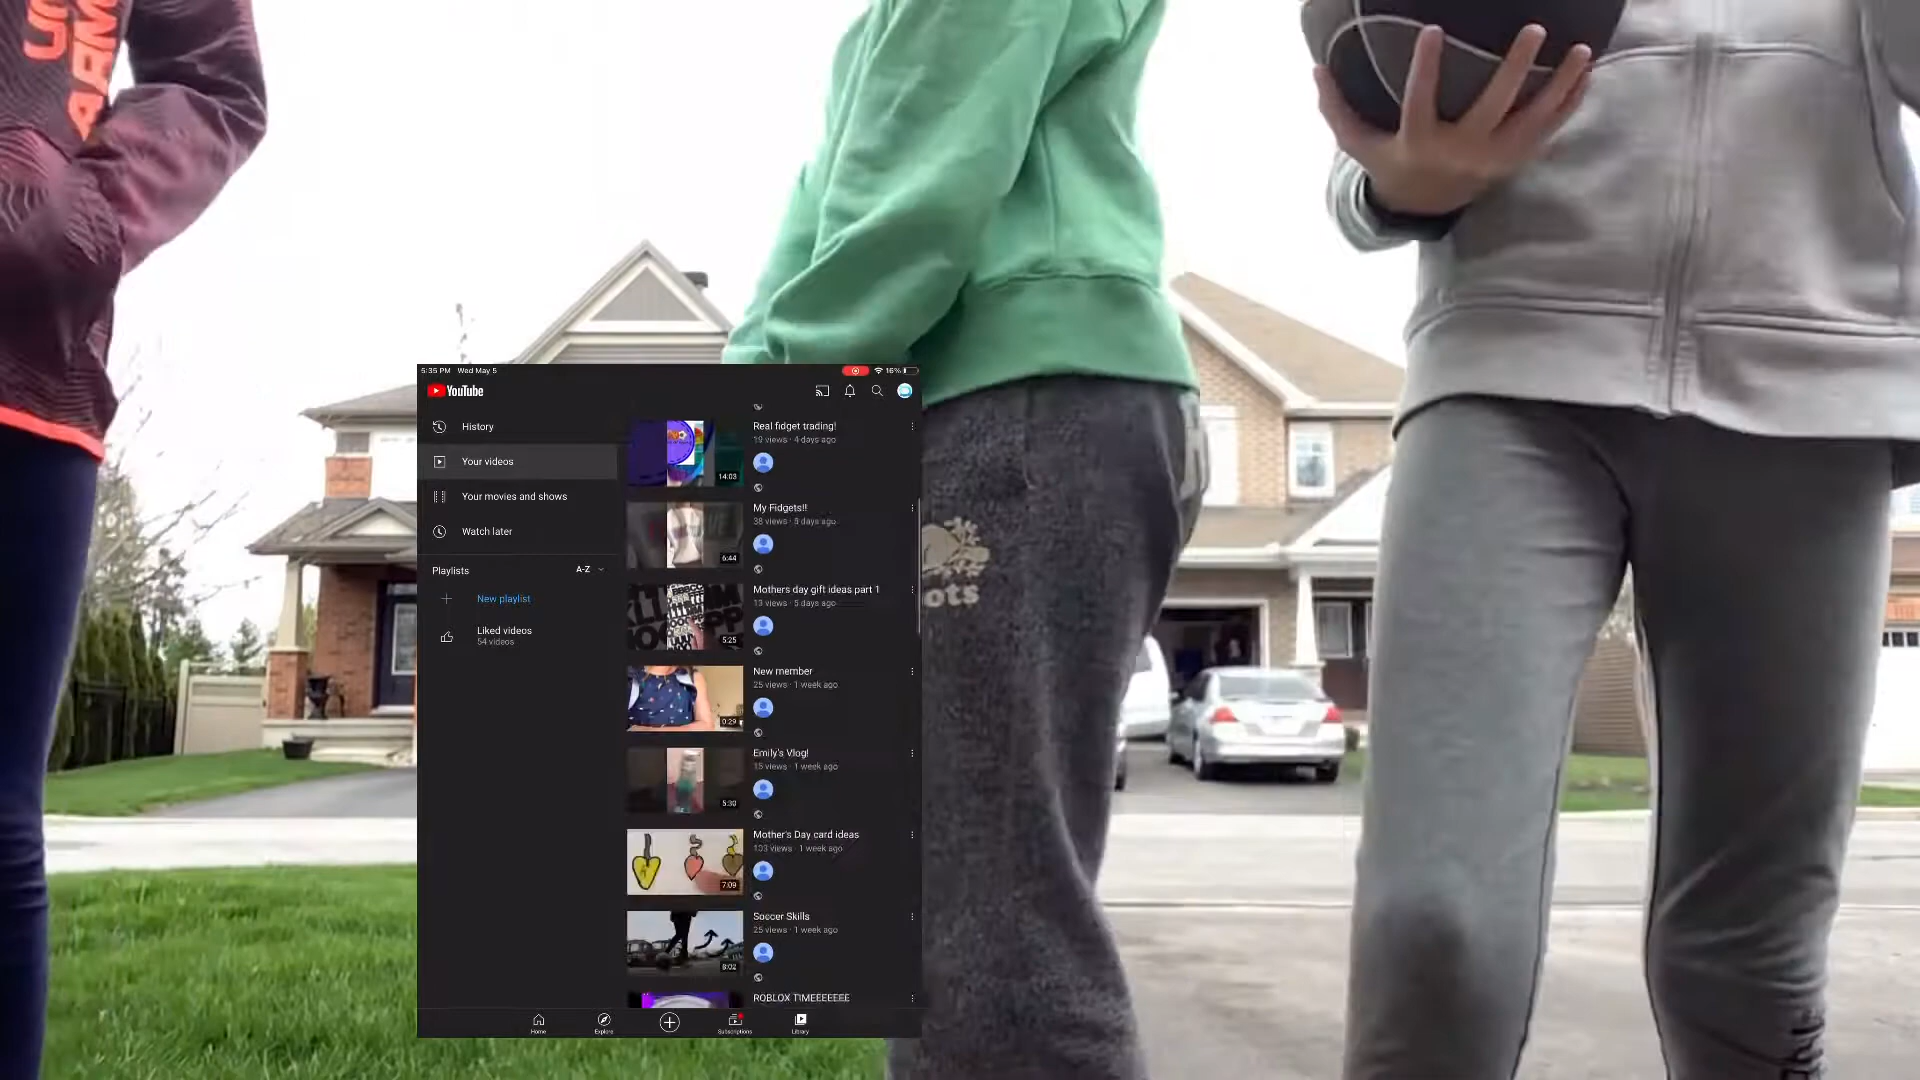 UN
ARM
5:35 PM Wed May 5
16%
YouTube
History
Your videos
Your movies and shows
Watch later
Playlists
A-Z
New playlist
Liked videos
54 videos
Real fidget trading!
19 views · 4 days ago
14:03
My Fidgets!!
38 views · 5 days ago
6:44
Mothers day gift ideas part 1
13 views · 5 days ago
5:25
New member
25 views · 1 week ago
0:29
Emily's Vlog!
15 views · 1 week ago
5:30
Mother's Day card ideas
103 views · 1 week ago
7:09
Soccer Skills
25 views · 1 week ago
8:02
ROBLOX TIMEEEEEE
Home
Explore
Subscriptions
Library
ots